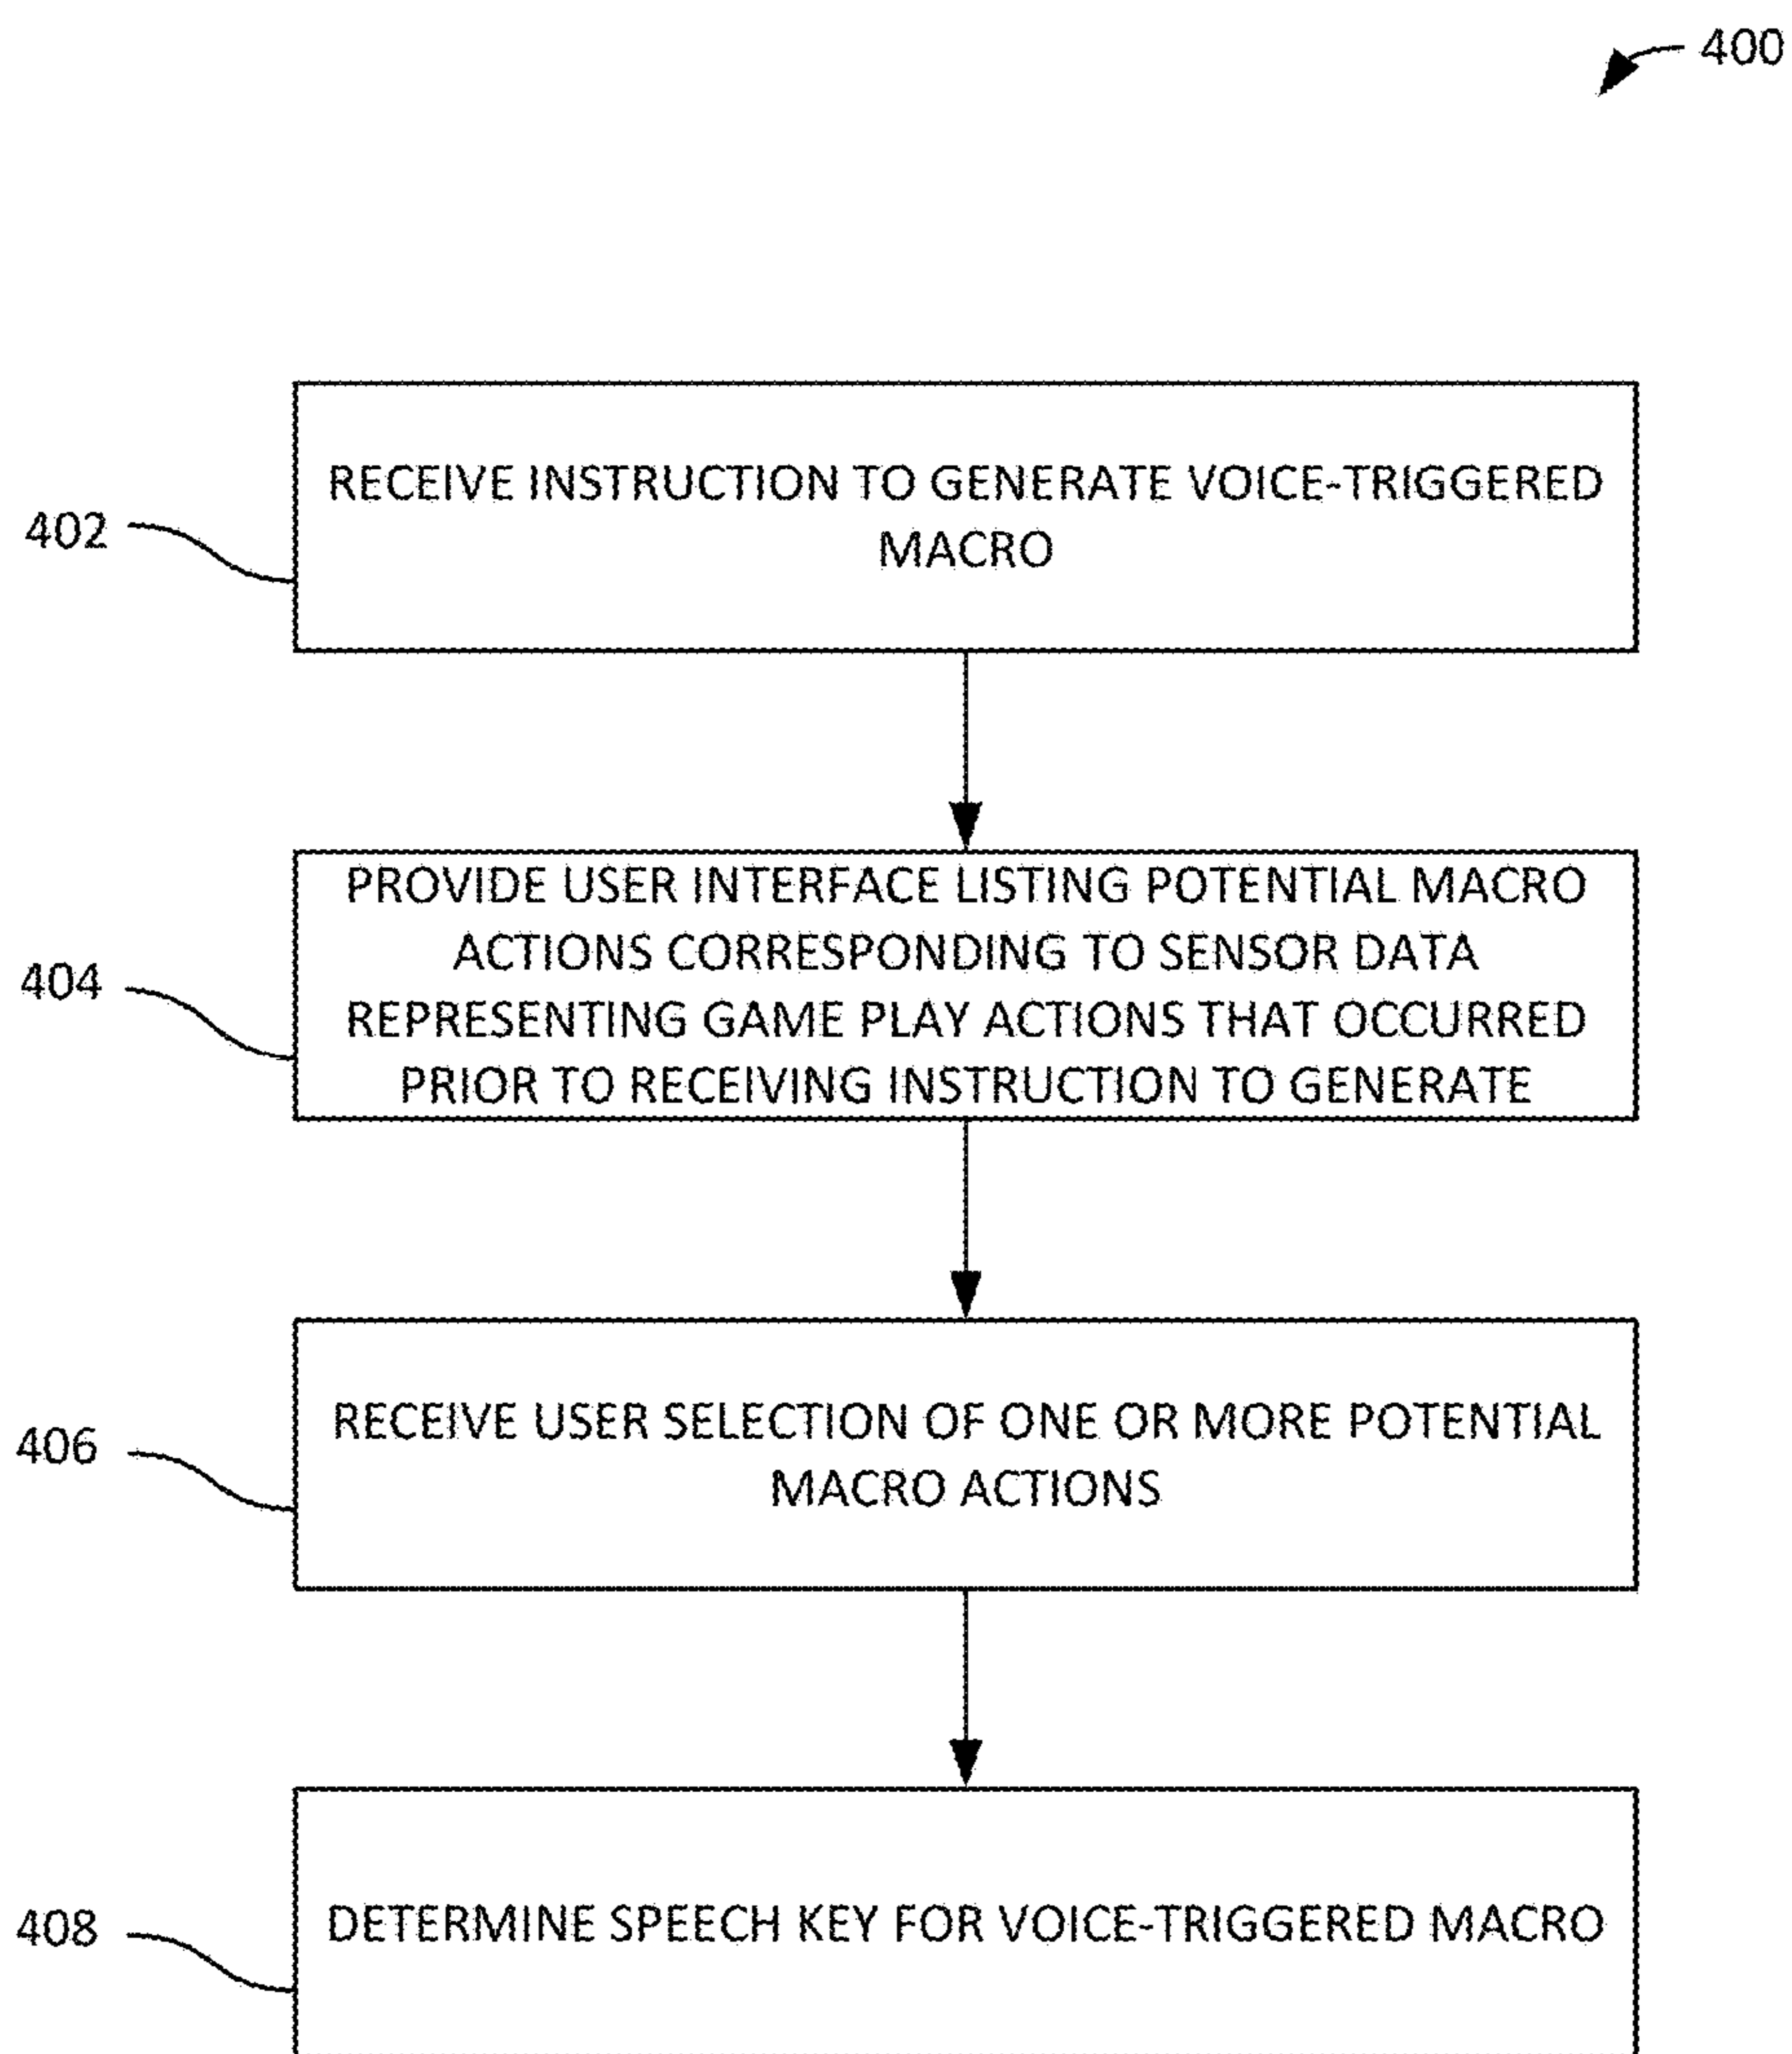 400
RECEIVE INSTRUCTION TO GENERATE VOICE-TRIGGERED
MACRO
402
PROVIDE USER INTERFACE LISTING POTENTIAL MACRO
ACTIONS CORRESPONDING TO SENSOR DATA
REPRESENTING GAME PLAY ACTIONS THAT OCCURRED
PRIOR TO RECEIVING INSTRUCTION TO GENERATE
404
RECEIVE USER SELECTION OF ONE OR MORE POTENTIAL
MACRO ACTIONS
406
DETERMINE SPEECH KEY FOR VOICE-TRIGGERED MACRO
408